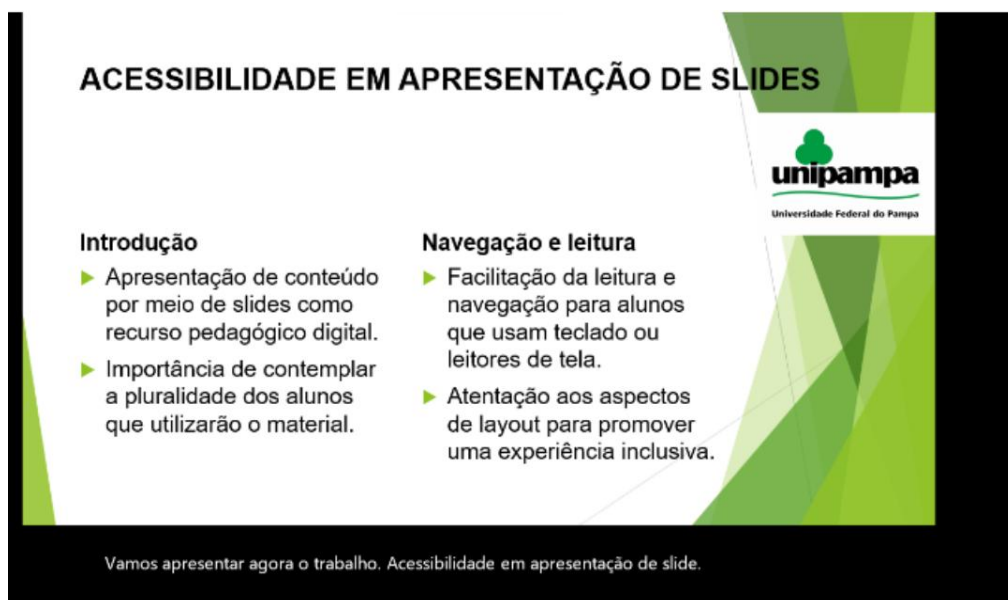 ACESSIBILIDADE EM APRESENTAÇÃO DE SLIDES
unipampa
Universidade Federal do Pampa
Introdução
Apresentação de conteúdo
por meio de slides como
recurso pedagógico digital.
Importância de contemplar
a pluralidade dos alunos
que utilizarão o material.
Navegação e leitura
Facilitação da leitura e
navegação para alunos
que usam teclado ou
leitores de tela.
Atentação aos aspectos
de layout para promover
uma experiência inclusiva.
Vamos apresentar agora o trabalho. Acessibilidade em apresentação de slide.